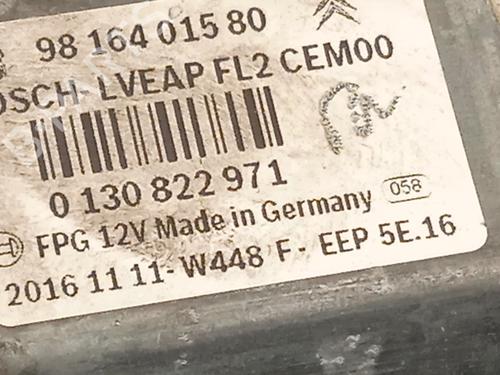 98 164 015 80
OSCH- LVEAP FL2 CEM00
0 130 822 971
FPG 12V Made in Germany 058
2016 11 11- W448 F - EEP 5E.16